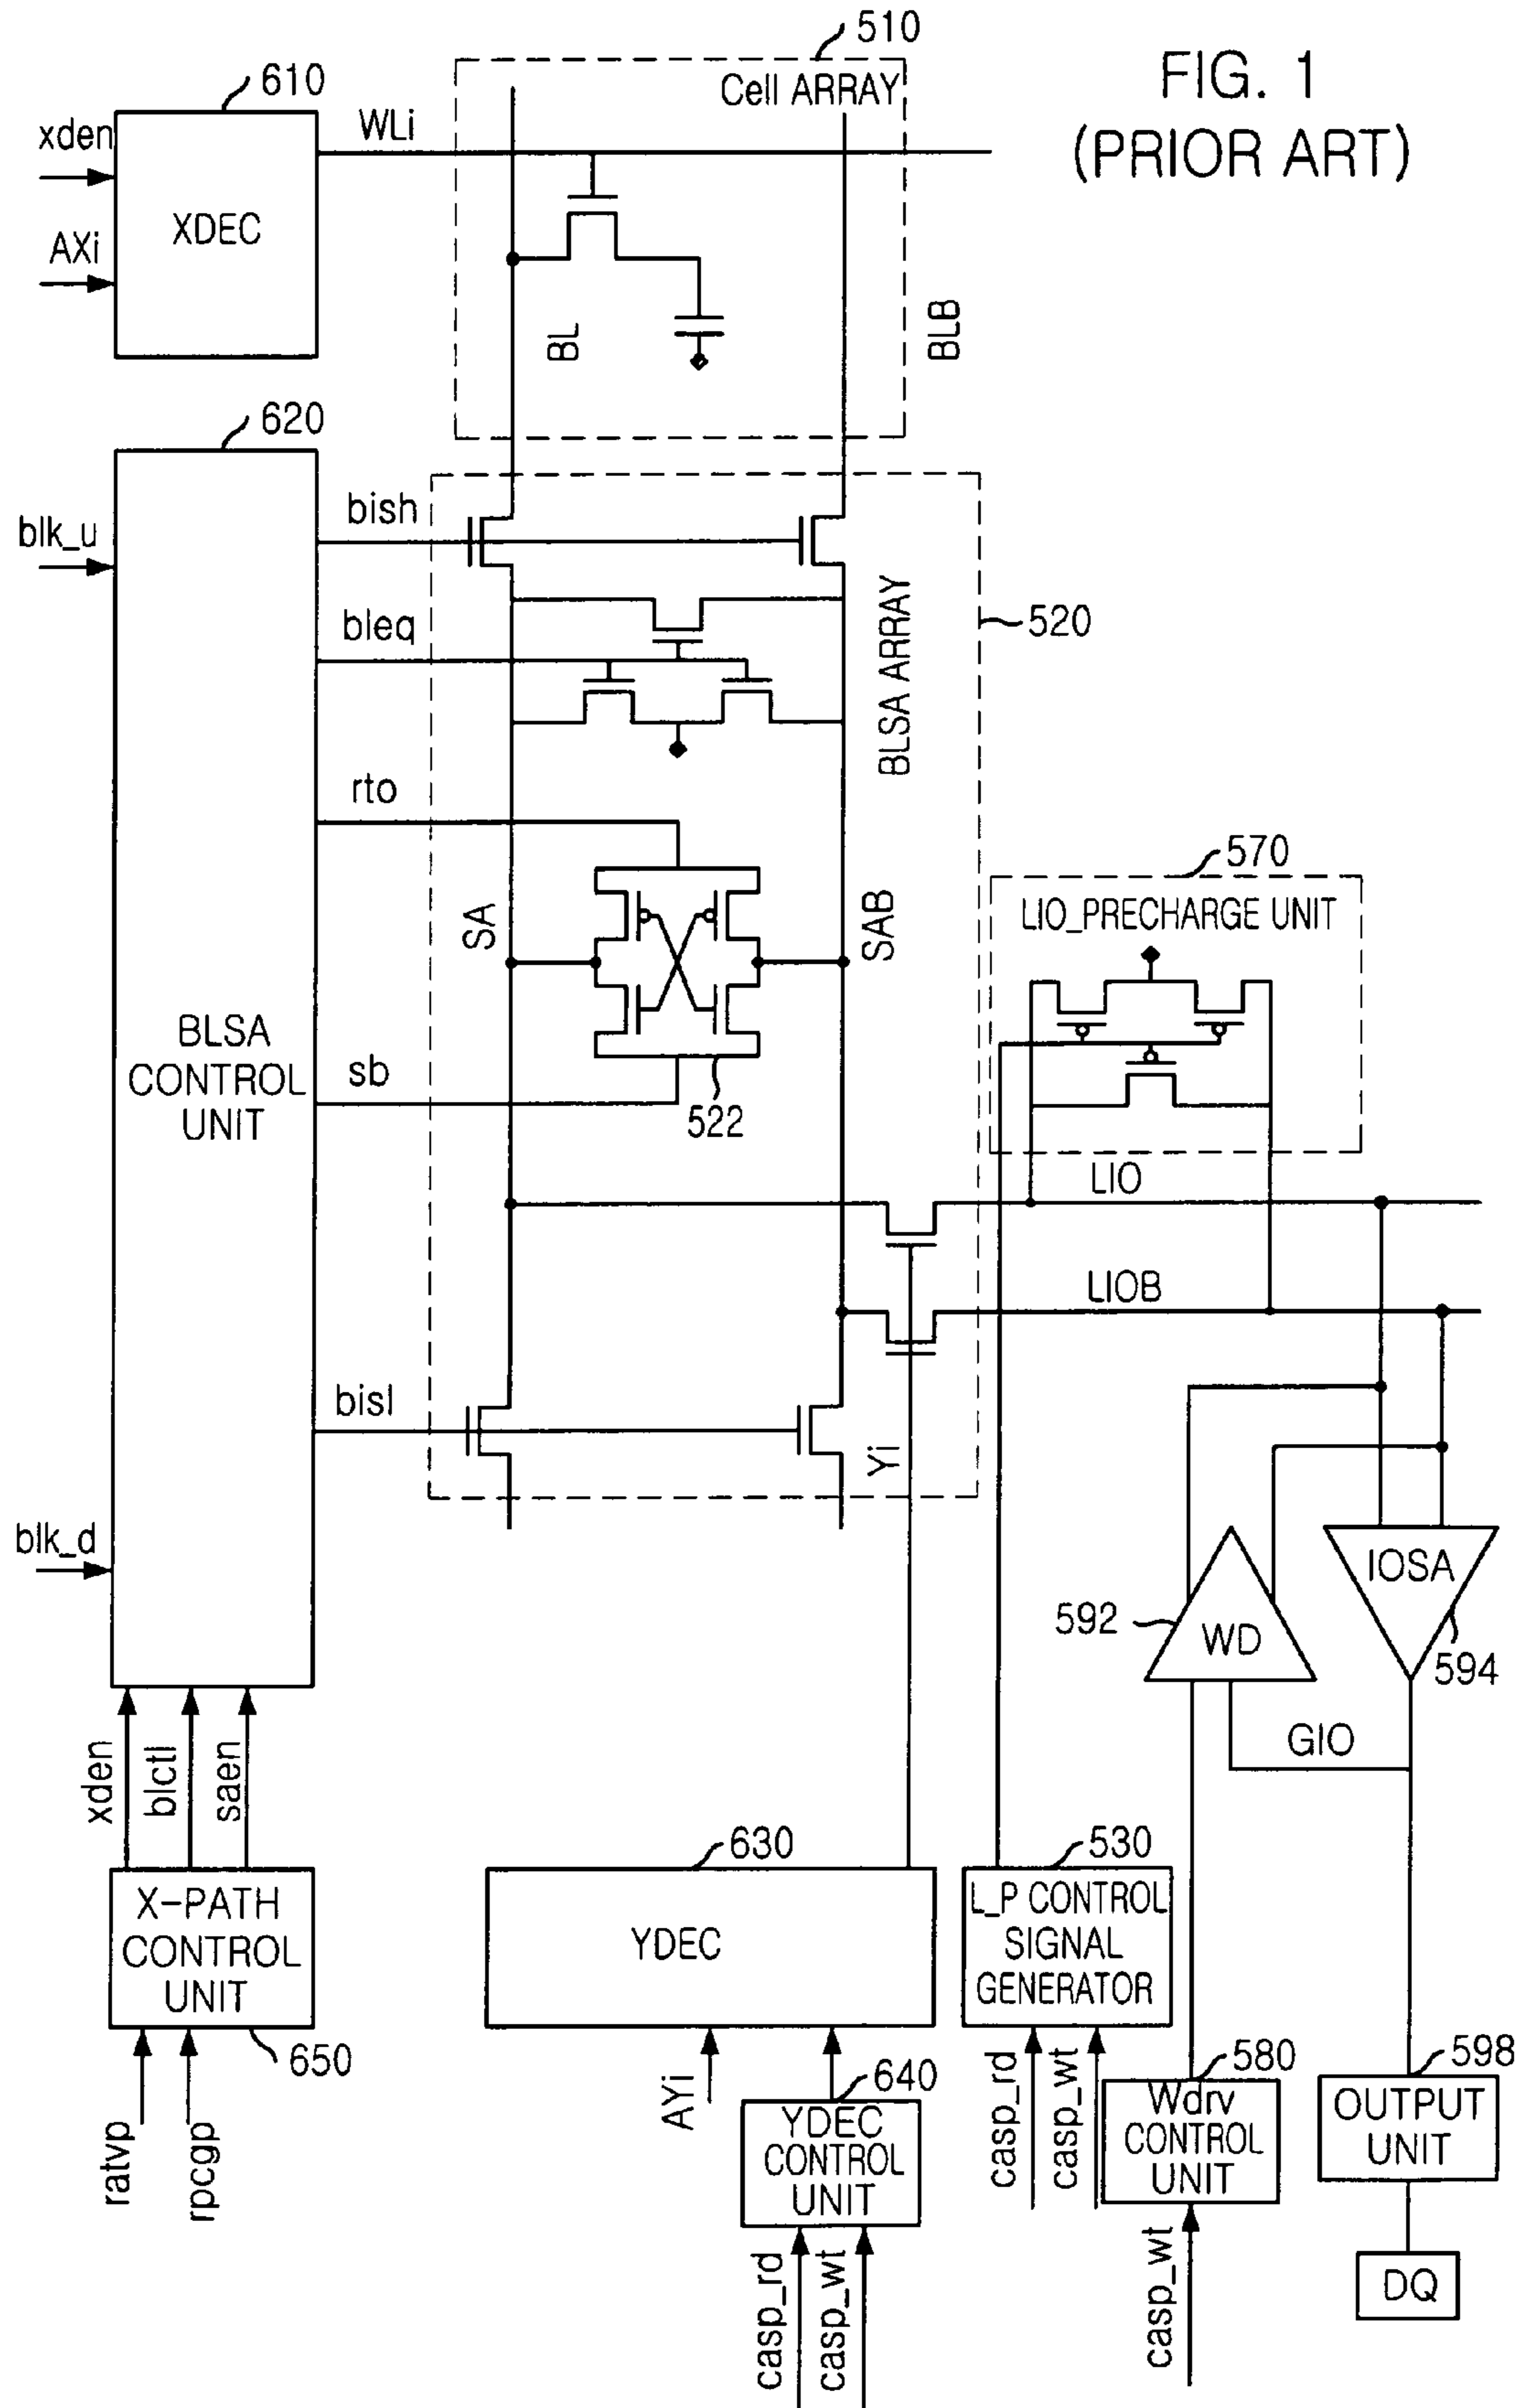 FIG. 1
(PRIOR ART)
510
Cell ARRAY
610
xden
AXi
XDEC
WLi
BL
BLB
620
blk_u
blk_d
BLSA
CONTROL
UNIT
bish
bleq
rto
sb
bisl
BLSA ARRAY
520
SA
SAB
522
Yi
570
LIO_PRECHARGE UNIT
LIO
LIOB
592
WD
IOSA
594
GIO
xden
blctl
saen
X-PATH
CONTROL
UNIT
650
ratvp
rpcgp
630
YDEC
AYi
640
YDEC
CONTROL
UNIT
casp_rd
casp_wt
530
L_P CONTROL
SIGNAL
GENERATOR
casp_rd
casp_wt
580
Wdrv
CONTROL
UNIT
casp_wt
598
OUTPUT
UNIT
DQ